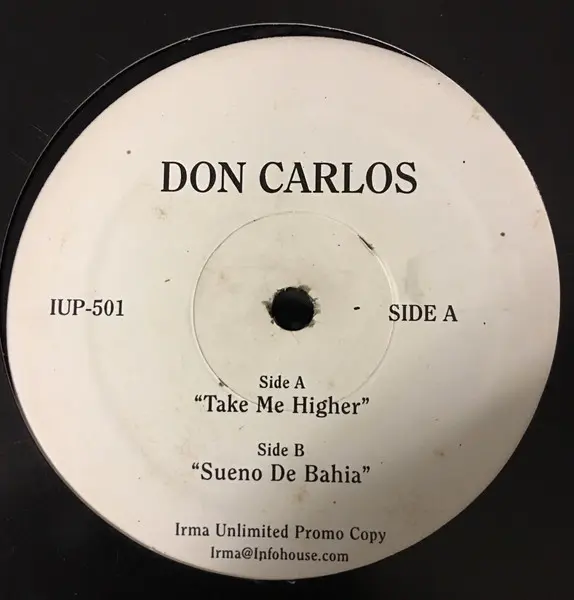 DON CARLOS
IUP-501
SIDE A
Side A
“Take Me Higher”
Side B
“Sueno De Bahia”
Irma Unlimited Promo Copy
Irma@Infohouse.com